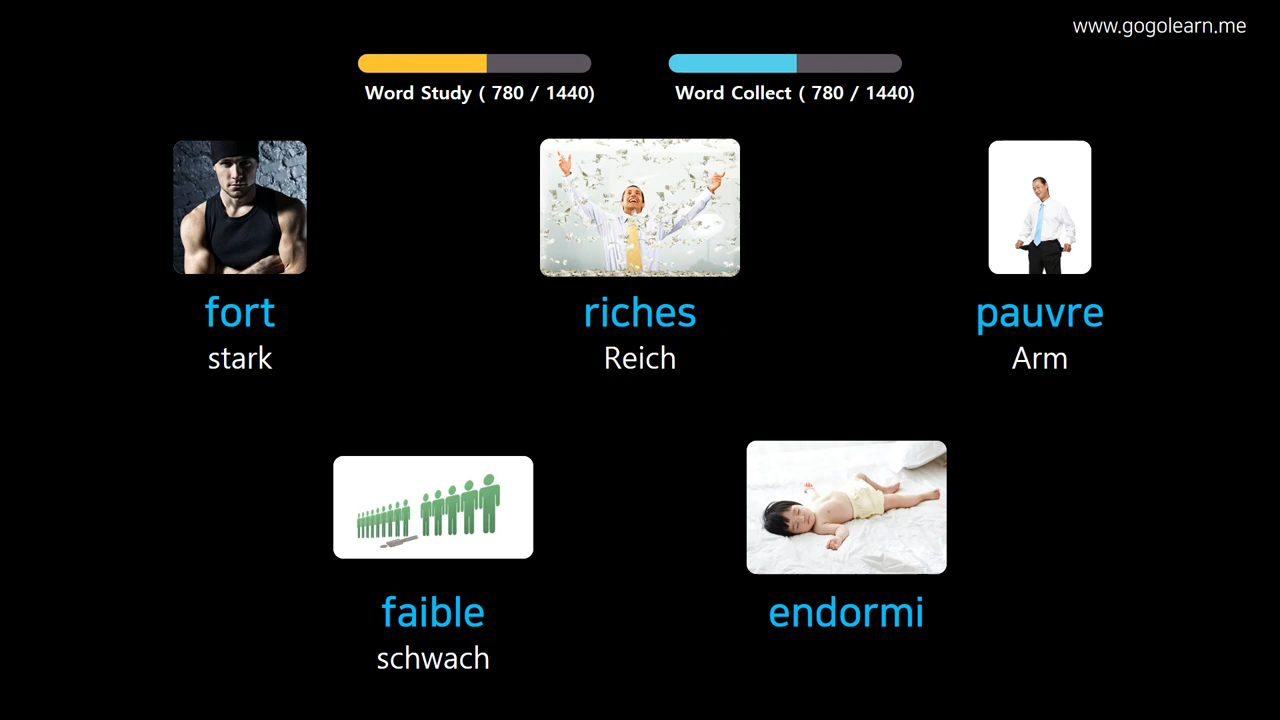 www.gogolearn.me
Word Study ( 780 / 1440)
Word Collect ( 780 / 1440)
fort
stark
riches
Reich
pauvre
Arm
faible
schwach
endormi